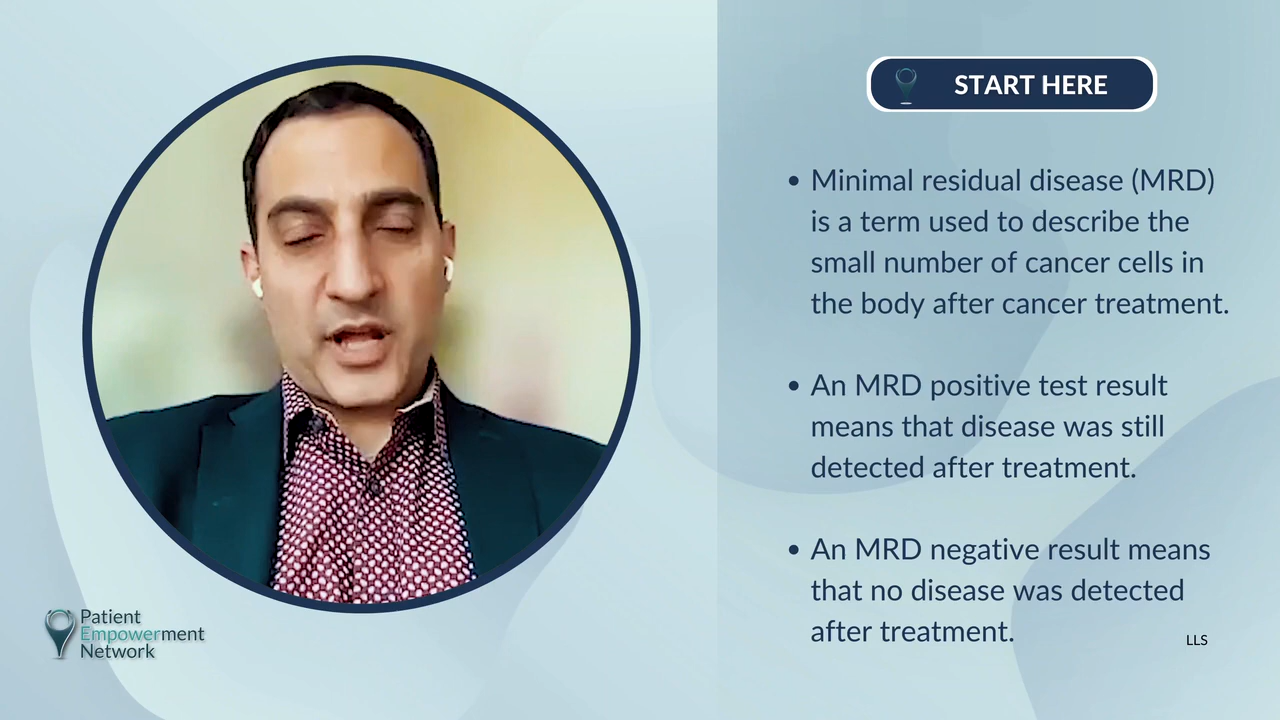 START HERE
• Minimal residual disease (MRD)
is a term used to describe the
small number of cancer cells in
the body after cancer treatment.
• An MRD positive test result
means that disease was still
detected after treatment.
• An MRD negative result means
that no disease was detected
after treatment.
LLS
Patient
Empowerment
Network